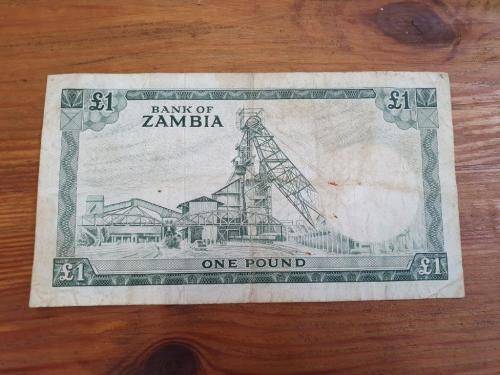 £1 BANK OF £1
ZAMBIA
£1 ONE POUND £1